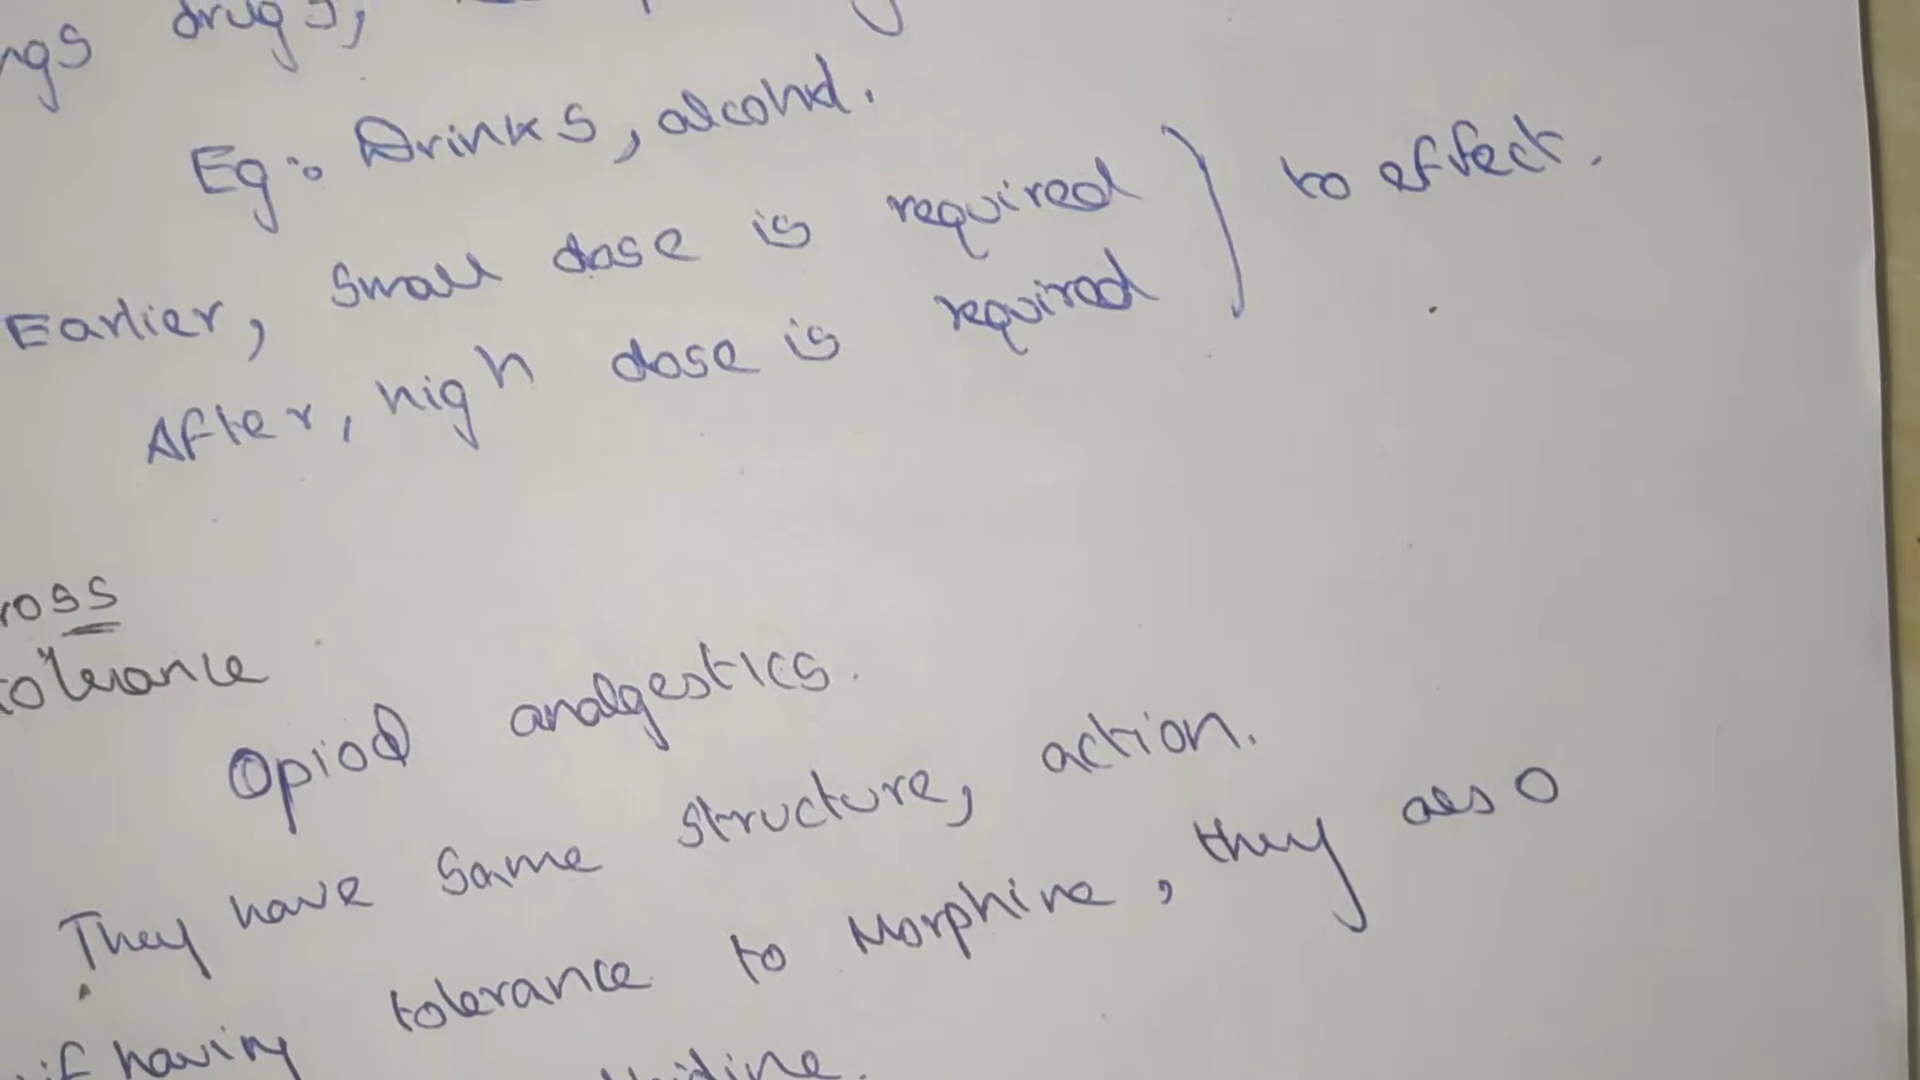 drugs,
Eg:- Drinks, alcohol.
Earlier, small dose is required } to effect.
After, high dose is required
ross
tolerance
Opiod analgestics.
They have same structure, action.
if having tolerance to Morphine, they also